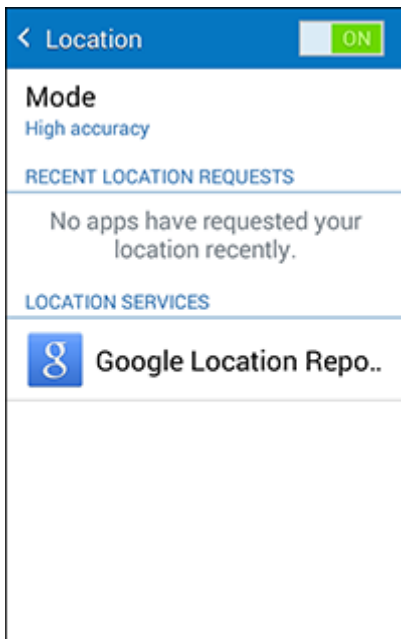 Location
ON
Mode
High accuracy
RECENT LOCATION REQUESTS
No apps have requested your
location recently.
LOCATION SERVICES
g Google Location Repo..